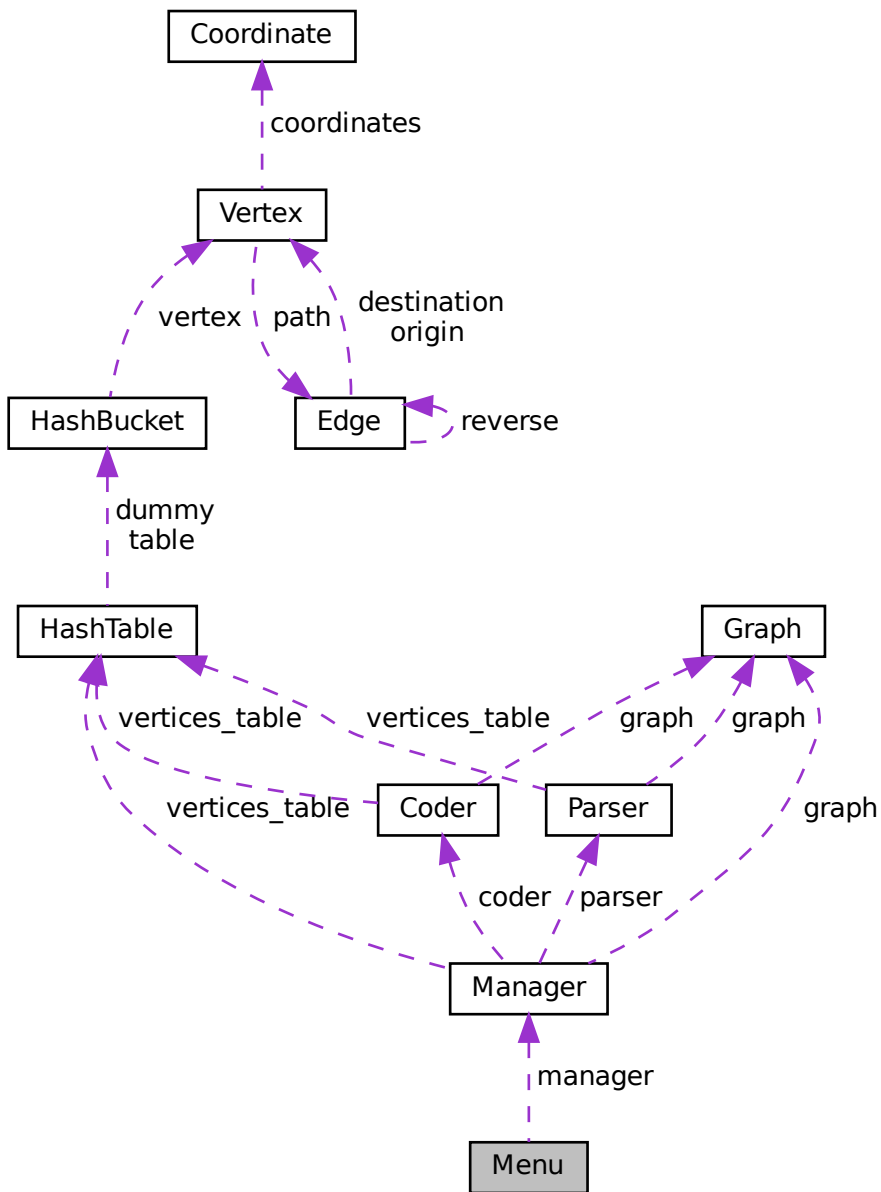 Coordinate
coordinates
Vertex
vertex
path
destination
origin
HashBucket
Edge
reverse
dummy
table
HashTable
Graph
vertices_table
vertices_table
graph
graph
vertices_table
Coder
Parser
graph
coder
parser
Manager
manager
Menu